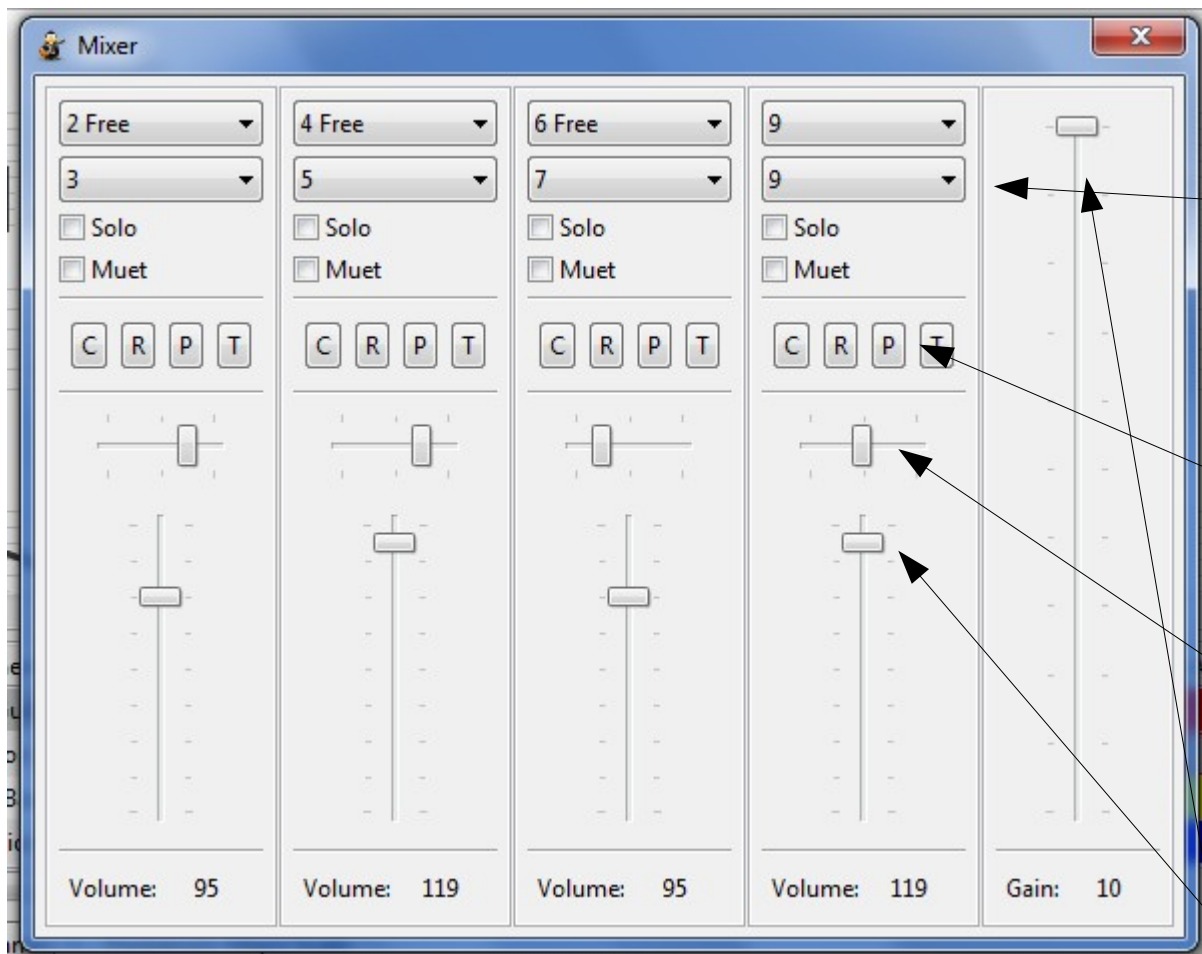 Mixer
2 Free 4 Free 6 Free 9
3 5 7 9
Solo Solo Solo Solo
Muet Muet Muet Muet
C R P T C R P T C R P T C R P T
Volume: 95 Volume: 119 Volume: 95 Volume: 119 Gain: 10